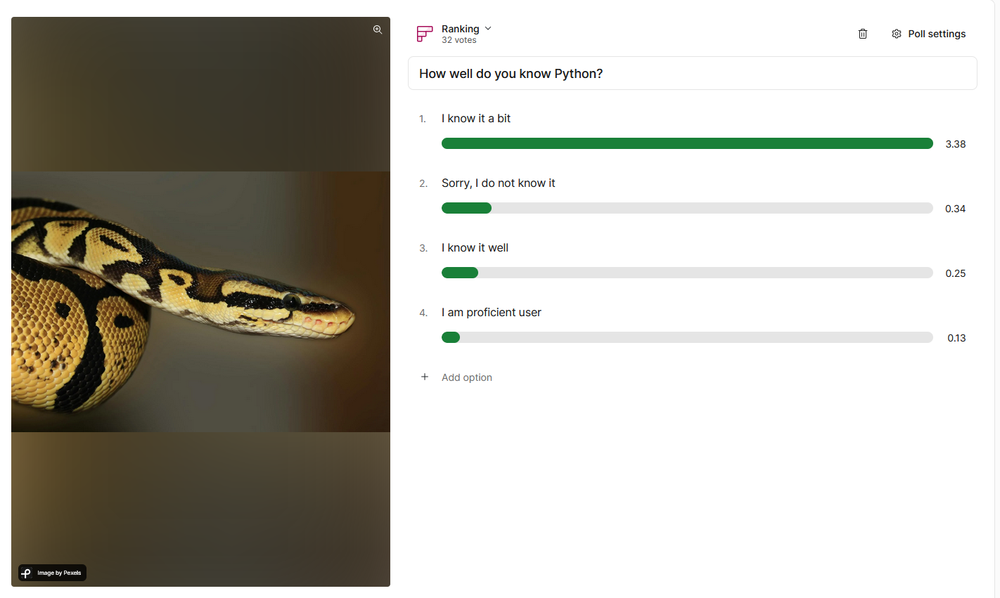 Ranking
32 votes
Poll settings
How well do you know Python?
1. I know it a bit
3.38
2. Sorry, I do not know it
0.34
3. I know it well
0.25
4. I am proficient user
0.13
+ Add option
Image by Pexels